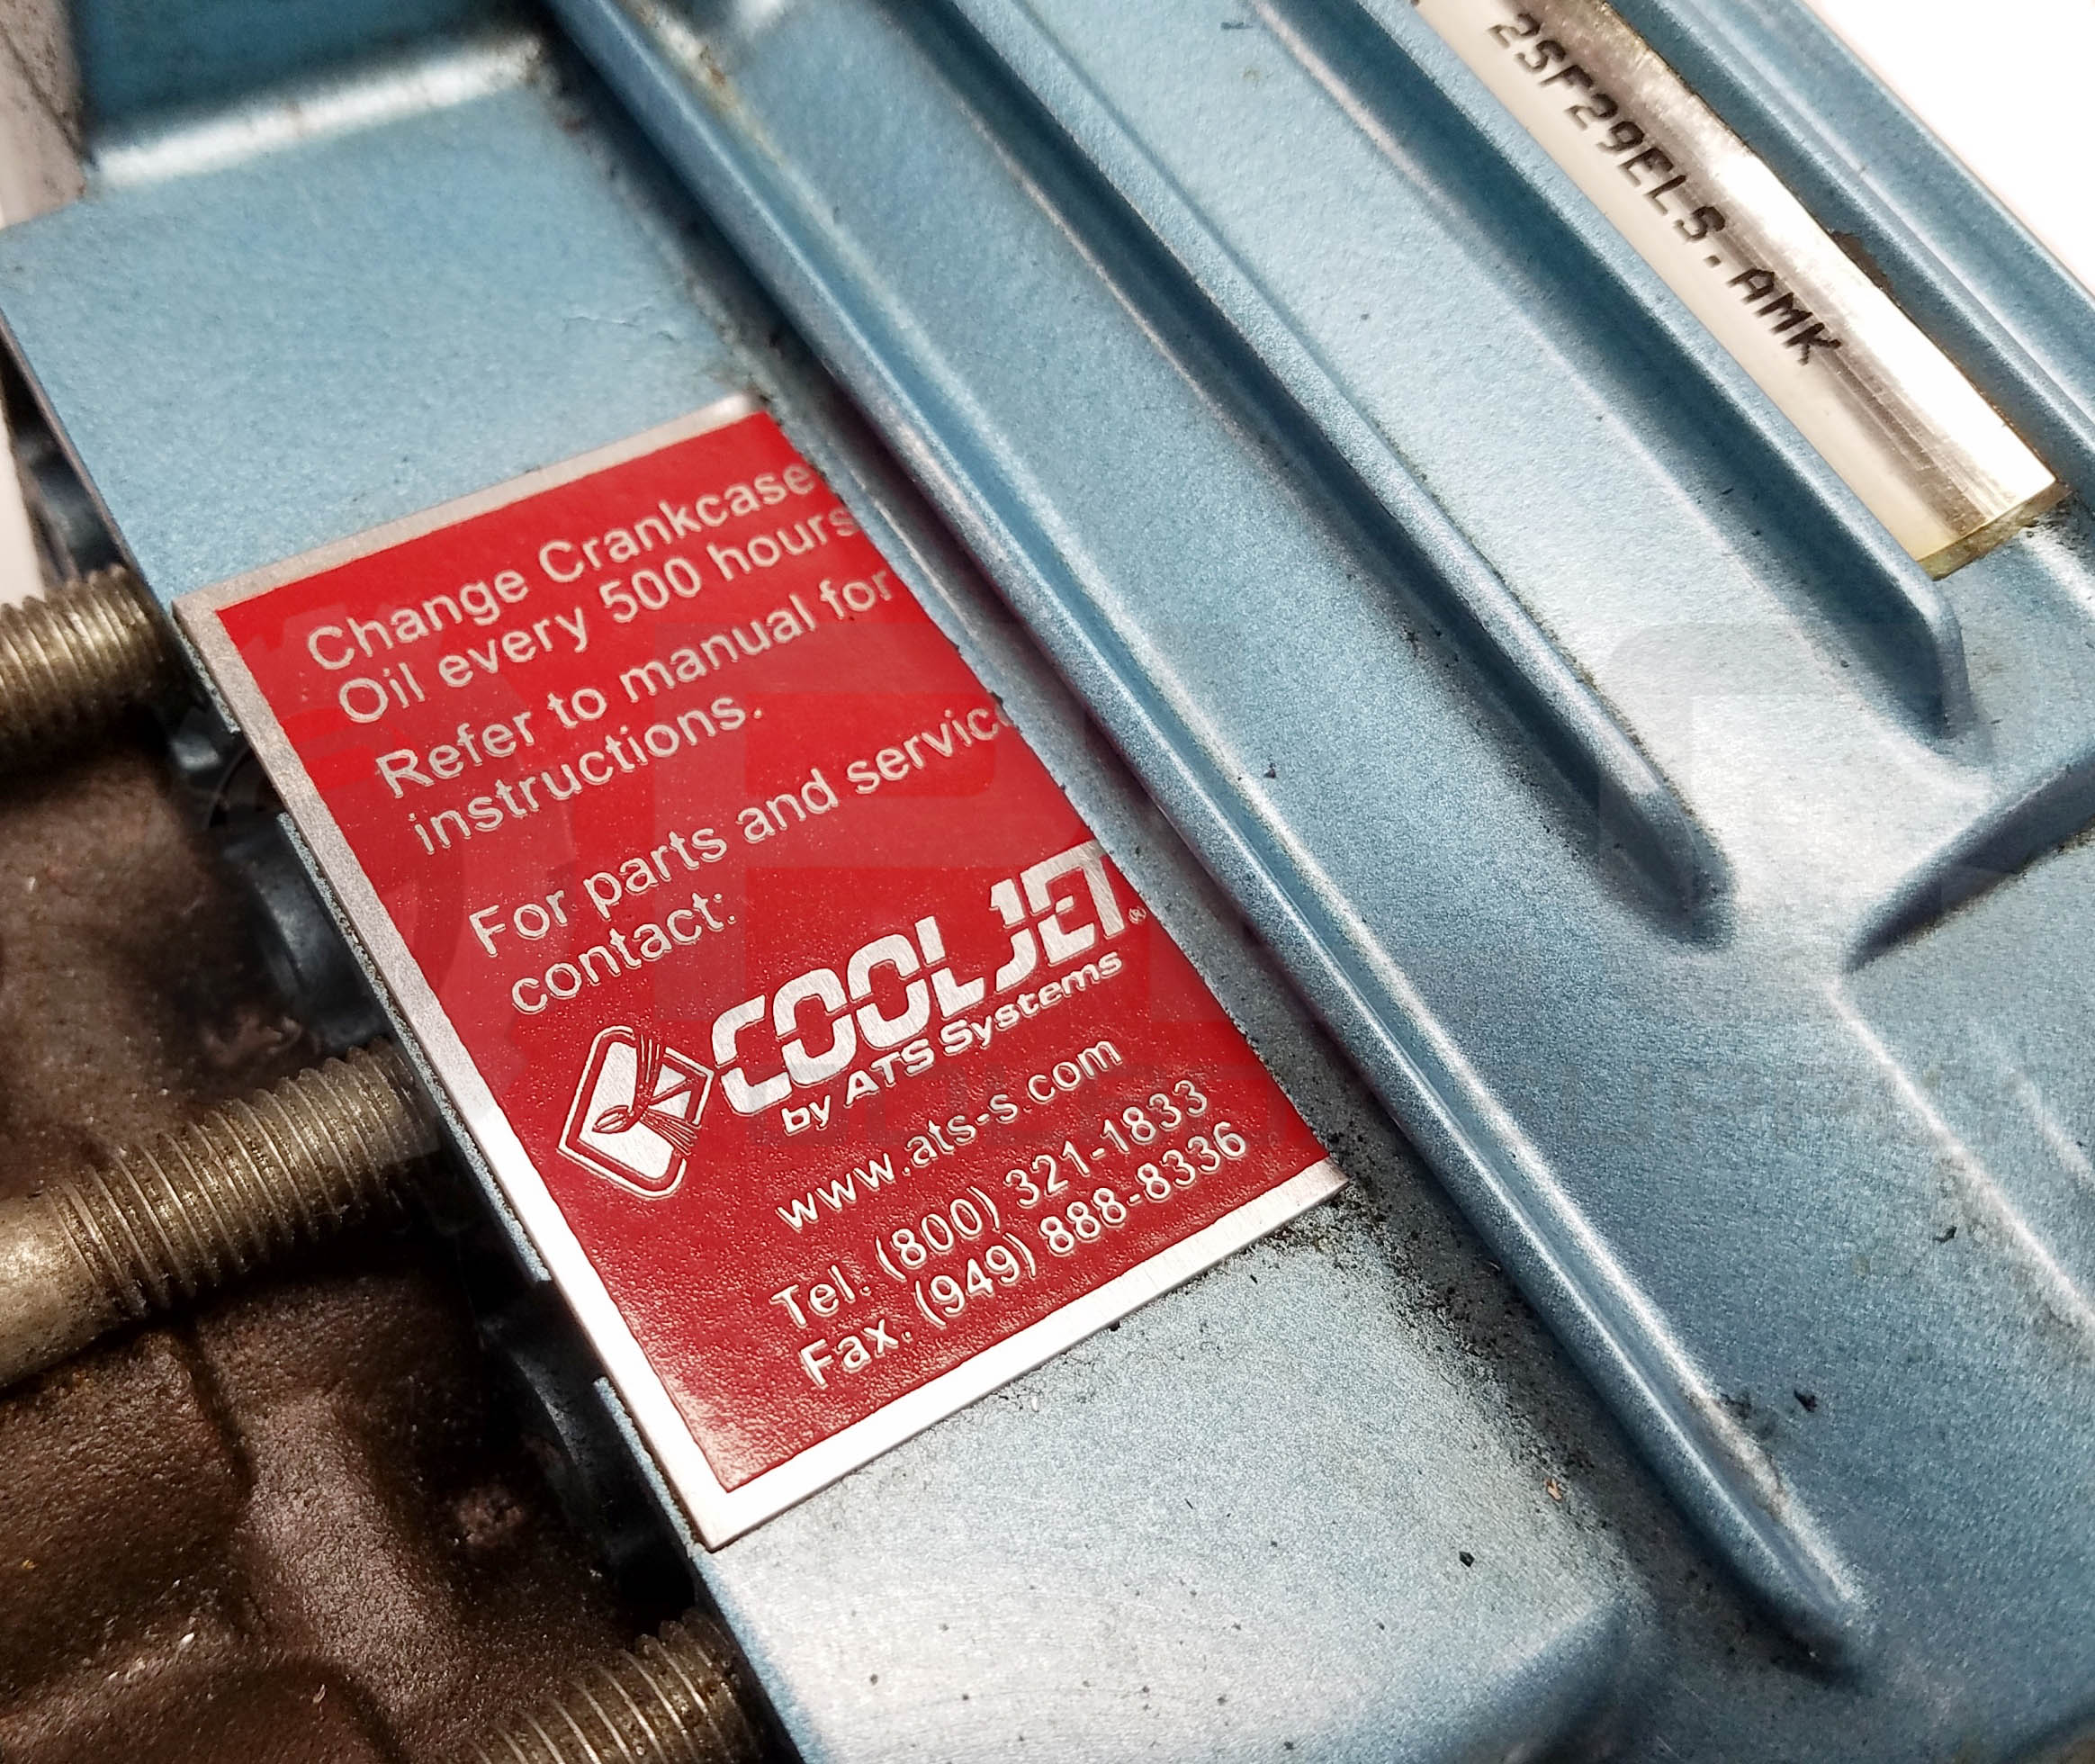 2SF29ELS.AMK
Change Crankcase
Oil every 500 hours
Refer to manual for
instructions.
For parts and service
contact:
COOLJET®
by ATS Systems
www.ats-s.com
Tel. (800) 321-1833
Fax. (949) 888-8336